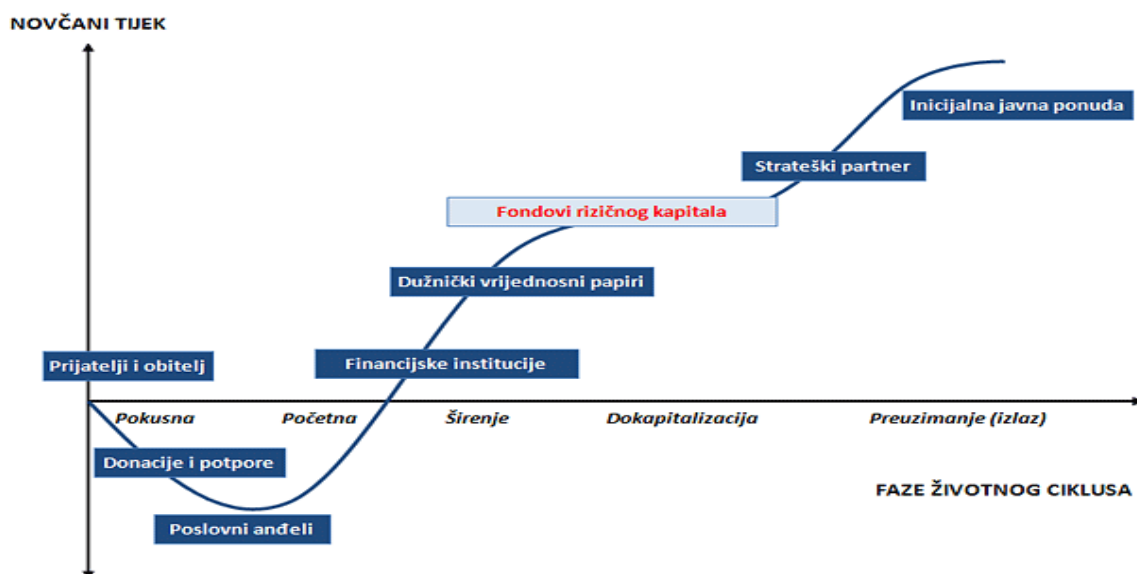 NOVČANI TIJEK
Inicijalna javna ponuda
Strateški partner
Fondovi rizičnog kapitala
Dužnički vrijednosni papiri
Prijatelji i obitelj
Financijske institucije
Pokusna
Početna
Širenje
Dokapitalizacija
Preuzimanje (izlaz)
Donacije i potpore
FAZE ŽIVOTNOG CIKLUSA
Poslovni anđeli